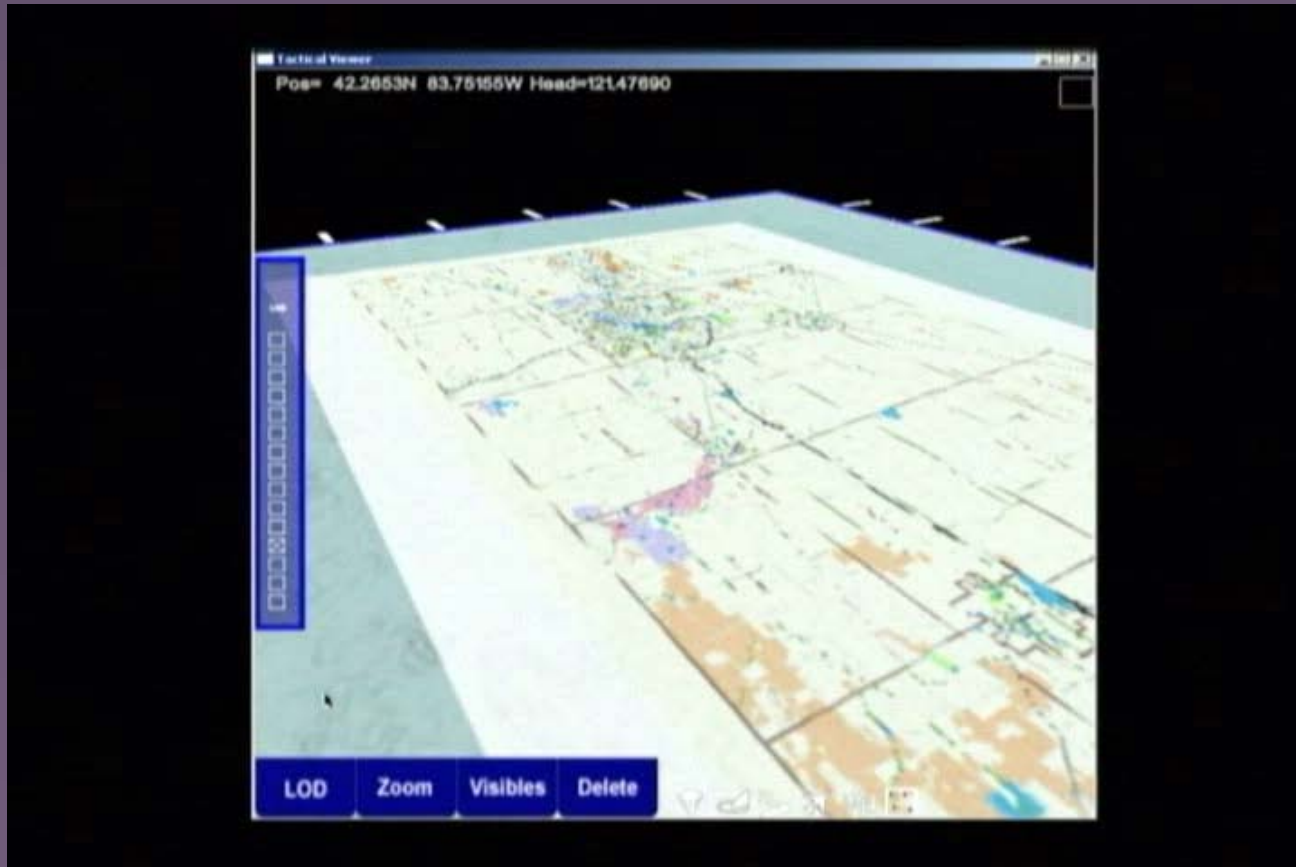 Tactical Viewer
Pos= 42.2653N 83.75155W Head=121.47690
LOD Zoom Visibles Delete